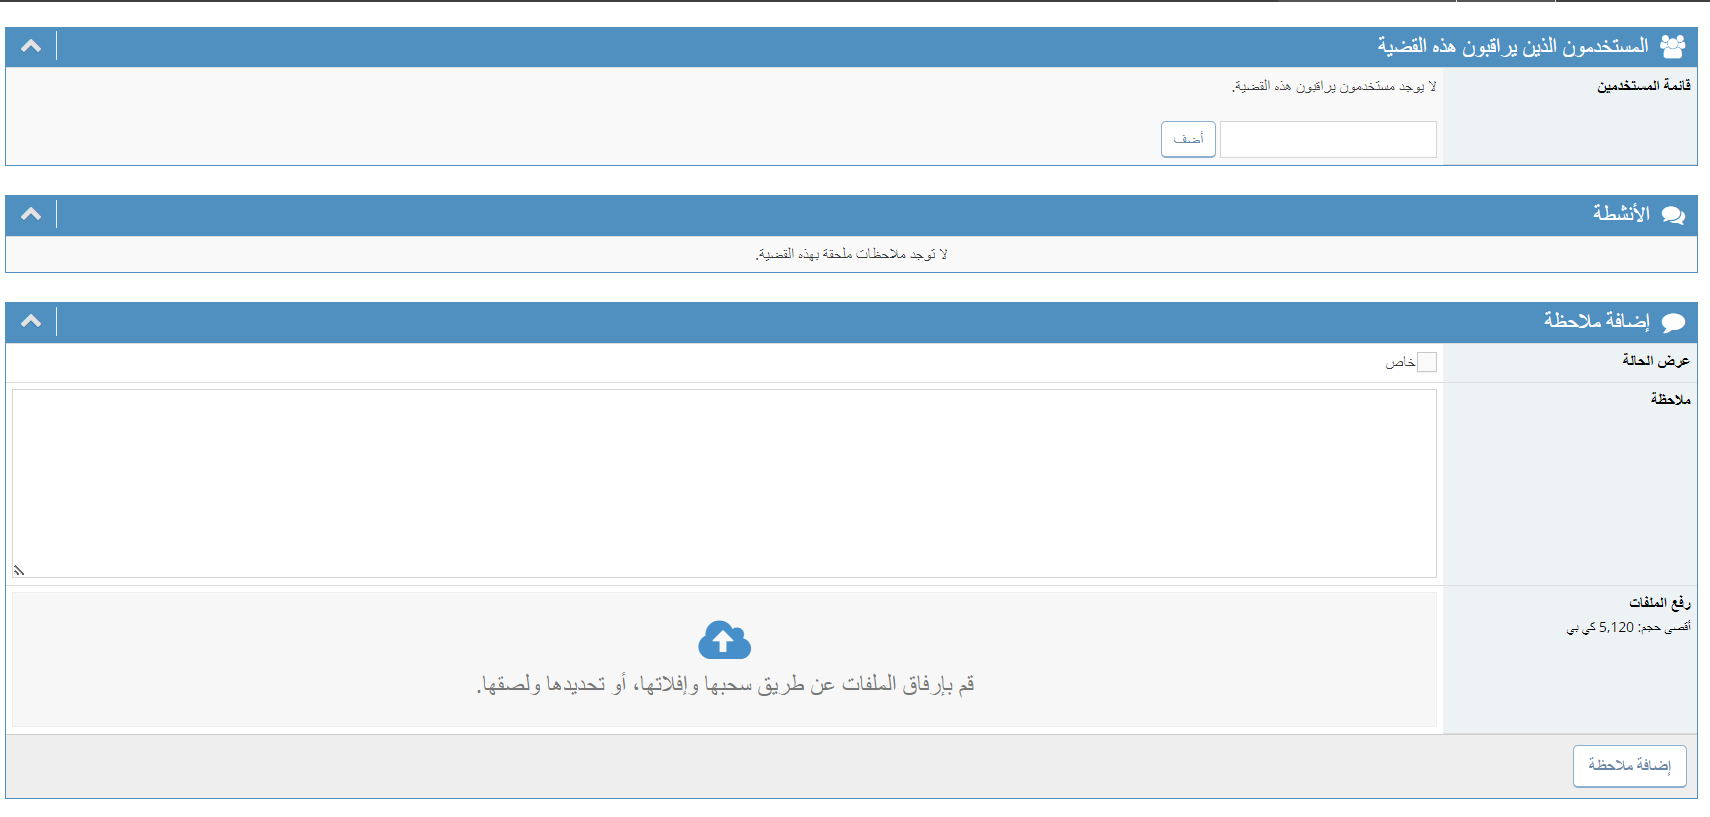 المستخدمون الذين يراقبون هذه القضية
قائمة المستخدمين
لا يوجد مستخدمون يراقبون هذه القضية.
أضف
الأنشطة
لا توجد ملاحظات ملحقة بهذه القضية.
إضافة ملاحظة
عرض الحالة
خاص
ملاحظة
رفع الملفات
أقصى حجم: 5,120 كي بي
قم بإرفاق الملفات عن طريق سحبها وإفلاتها، أو تحديدها ولصقها.
إضافة ملاحظة